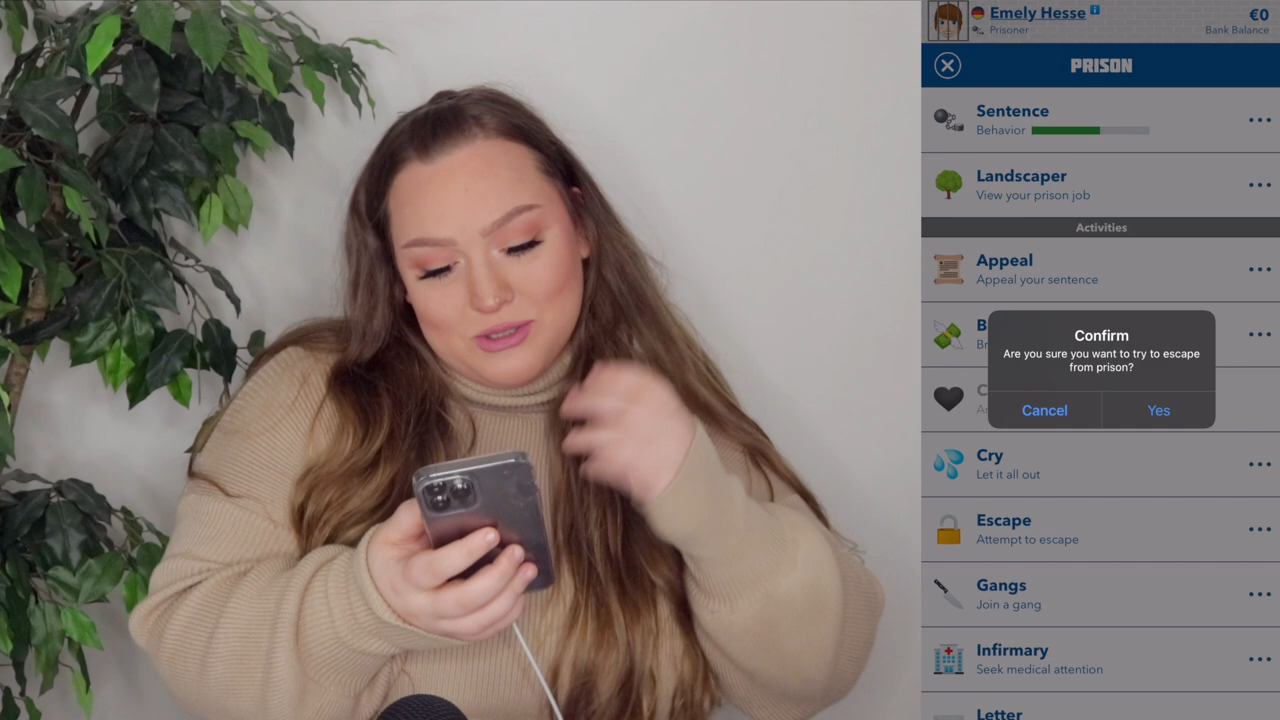 Emely Hesse
€0
Prisoner
Bank Balance
PRISON
Sentence
Behavior
Landscaper
View your prison job
Activities
Appeal
Appeal your sentence
B
Br
Confirm
Are you sure you want to try to escape
from prison?
Cancel
Yes
C
Cry
Let it all out
Escape
Attempt to escape
Gangs
Join a gang
Infirmary
Seek medical attention
Letter